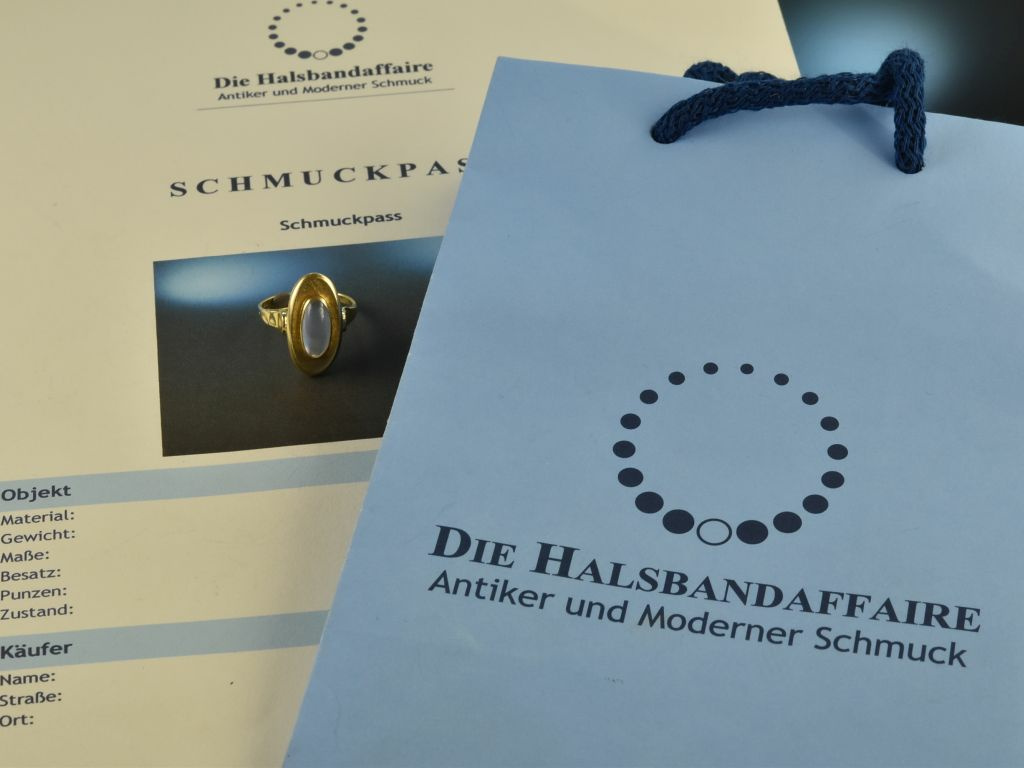 DIE HALSBANDAFFAIRE
Antiker und Moderner Schmuck
Schmuckpass
Objekt
Material:
Gewicht:
Maße:
Besatz:
Punzen:
Zustand:
Käufer
Name:
Straße:
Ort:
DIE HALSBANDAFFAIRE
Antiker und Moderner Schmuck